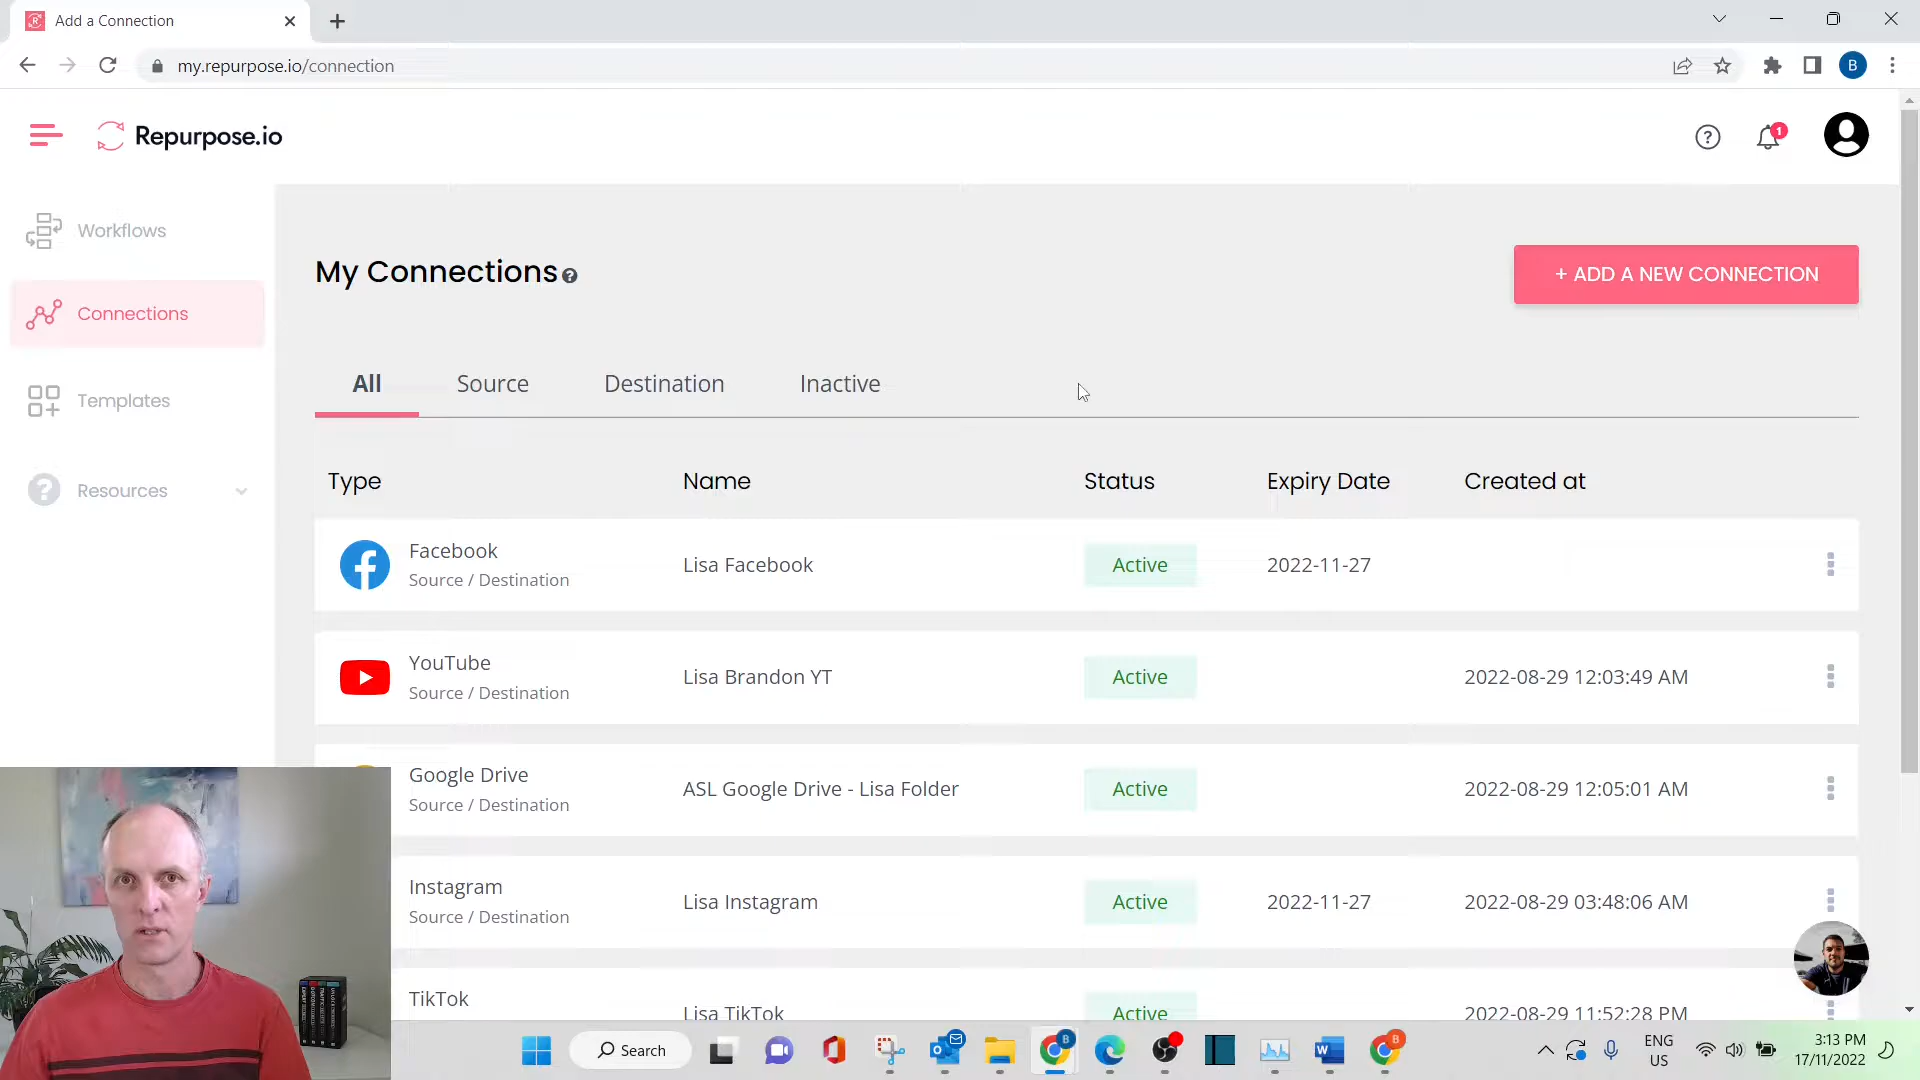 Add a Connection
my.repurpose.io/connection
B
Repurpose.io
1
Workflows
Connections
Templates
Resources
My Connections
+ ADD A NEW CONNECTION
All Source Destination Inactive
Type Name Status Expiry Date Created at
Facebook
Source / Destination
Lisa Facebook Active 2022-11-27
YouTube
Source / Destination
Lisa Brandon YT Active 2022-08-29 12:03:49 AM
Google Drive
Source / Destination
ASL Google Drive - Lisa Folder Active 2022-08-29 12:05:01 AM
Instagram
Source / Destination
Lisa Instagram Active 2022-11-27 2022-08-29 03:48:06 AM
TikTok
Lisa TikTok Active 2022-08-29 11:52:28 PM
Search
ENG
US
3:13 PM
17/11/2022